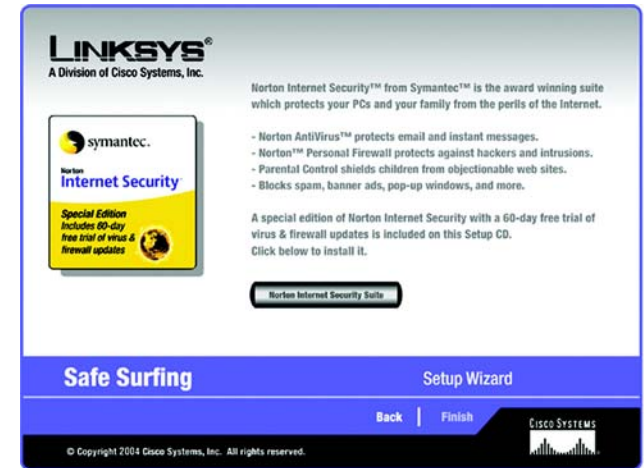 LINKSYS®
A Division of Cisco Systems, Inc.
symantec.
Norton
Internet Security
Special Edition
Includes 60-day
free trial of virus &
firewall updates
Norton Internet Security™ from Symantec™ is the award winning suite
which protects your PCs and your family from the perils of the Internet.
- Norton AntiVirus™ protects email and instant messages.
- Norton™ Personal Firewall protects against hackers and intrusions.
- Parental Control shields children from objectionable web sites.
- Blocks spam, banner ads, pop-up windows, and more.
A special edition of Norton Internet Security with a 60-day free trial of
virus & firewall updates is included on this Setup CD.
Click below to install it.
Norton Internet Security Suite
Safe Surfing
Setup Wizard
Back
Finish
CISCO SYSTEMS
© Copyright 2004 Cisco Systems, Inc. All rights reserved.